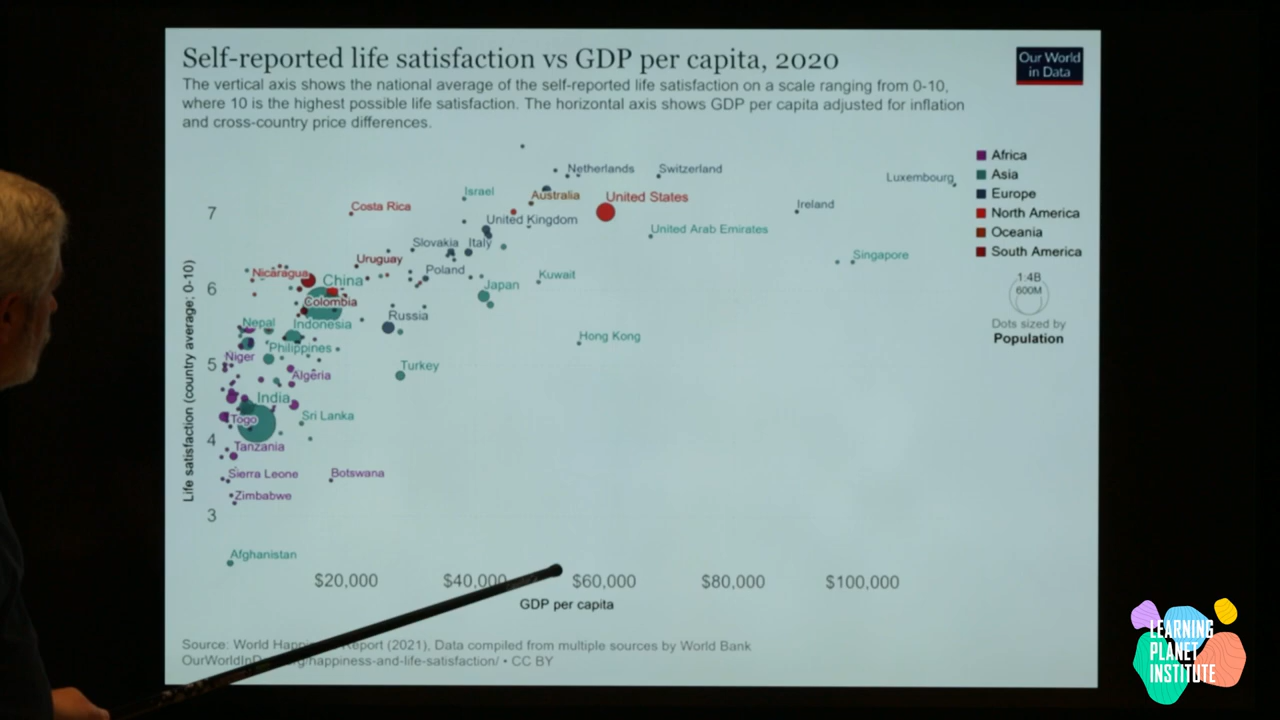 Self-reported life satisfaction vs GDP per capita, 2020
Our World
in Data
The vertical axis shows the national average of the self-reported life satisfaction on a scale ranging from 0-10,
where 10 is the highest possible life satisfaction. The horizontal axis shows GDP per capita adjusted for inflation
and cross-country price differences.
Netherlands
Switzerland
Luxembourg
Israel
Australia
United States
Costa Rica
Ireland
7
United Kingdom
United Arab Emirates
Slovakia
Italy
Singapore
Uruguay
Nicaragua
China
Poland
Kuwait
6
Japan
Colombia
Russia
Nepal
Indonesia
Hong Kong
Philippines
Niger
5
Turkey
Algeria
India
Togo
Sri Lanka
4
Tanzania
Sierra Leone
Botswana
Zimbabwe
3
Afghanistan
Life satisfaction (country average; 0-10)
$20,000
$40,000
$60,000
$80,000
$100,000
GDP per capita
Africa
Asia
Europe
North America
Oceania
South America
1:4B
600M
Dots sized by
Population
Source: World Report (2021), Data compiled from multiple sources by World Bank
/happiness-and-life-satisfaction/ • CC BY
LEARNING
PLANET
INSTITUTE